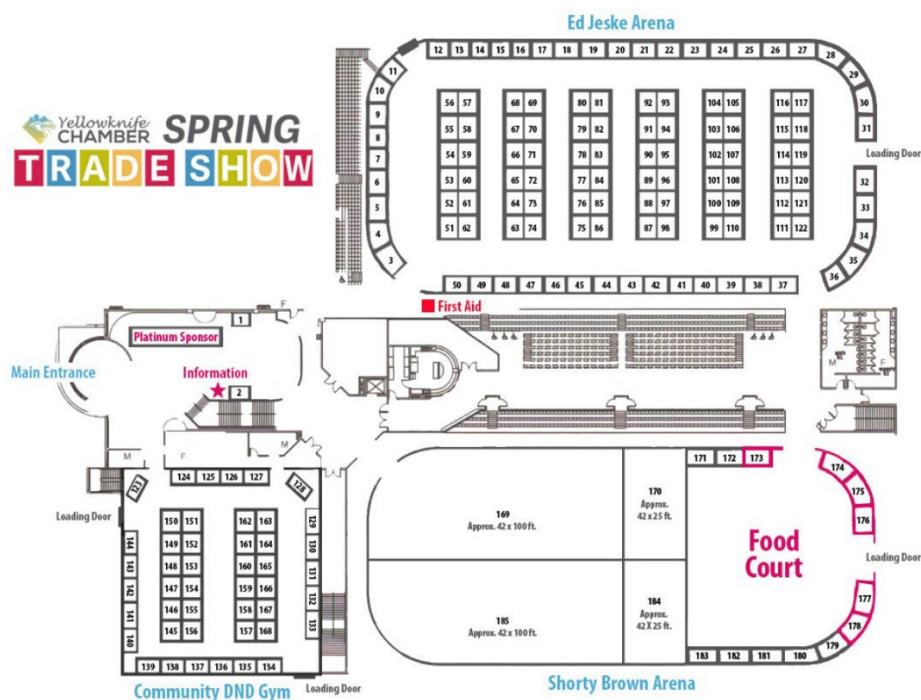 Ed Jeske Arena
Yellowknife
CHAMBER SPRING
TRADE SHOW
12 13 14 15 16 17 18 19 20 21 22 23 24 25 26 27 28
11 29
10 30
9 31
8
7
6
5
4
3
Loading Door
32
33
34
35
36
56 57 68 69 80 81 92 93 104 105 116 117
55 58 67 70 79 82 91 94 103 106 115 118
54 59 66 71 78 83 90 95 102 107 114 119
53 60 65 72 77 84 89 96 101 108 113 120
52 61 64 73 76 85 88 97 100 109 112 121
51 62 63 74 75 86 87 98 99 110 111 122
50 49 48 47 46 45 44 43 42 41 40 39 38 37
First Aid
F
1
Platinum Sponsor
Main Entrance
Information
2
M F
M F M
123 124 125 126 127 128
Loading Door
150 151 162 163 129
149 152 161 164 130
148 153 160 165 131
147 154 159 166 132
146 155 158 167 133
145 156 157 168
144
143
142
141
140
139 138 137 136 135 134
Community DND Gym
Loading Door
171 172 173
174
175
176
169
Approx. 42 x 100 ft.
170
Approx.
42 x 25 ft.
Food
Court
Loading Door
177
178
179
185
Approx. 42 x 100 ft.
184
Approx.
42 X 25 ft.
183 182 181 180
Shorty Brown Arena